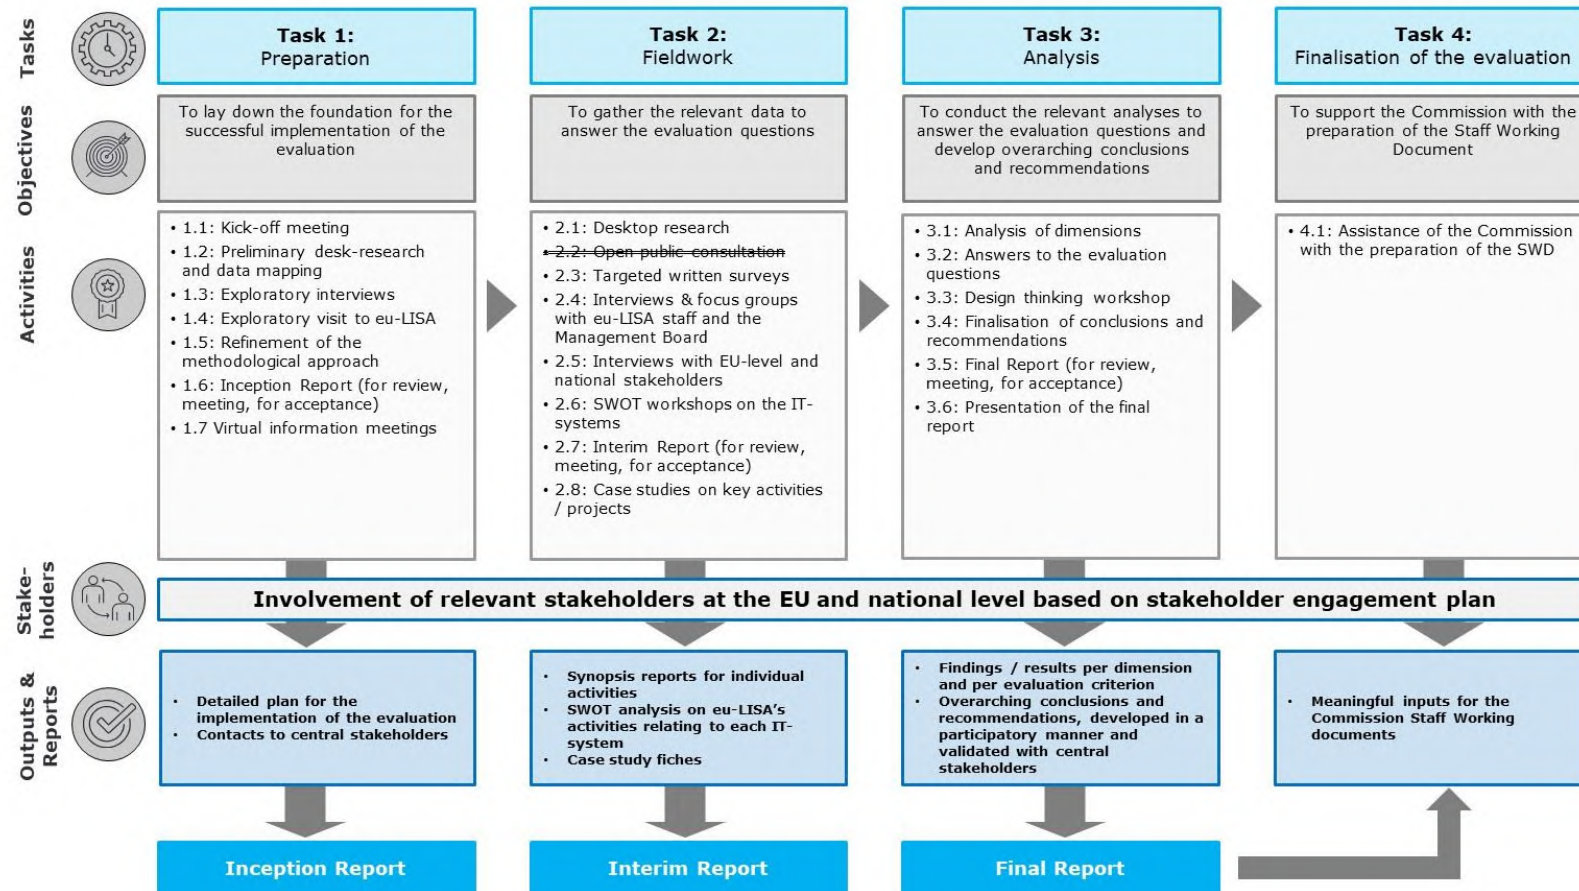 Tasks
Task 1:
Preparation
Task 2:
Fieldwork
Task 3:
Analysis
Task 4:
Finalisation of the evaluation
Objectives
To lay down the foundation for the
successful implementation of the
evaluation
To gather the relevant data to
answer the evaluation questions
To conduct the relevant analyses to
answer the evaluation questions and
develop overarching conclusions
and recommendations
To support the Commission with the
preparation of the Staff Working
Document
Activities
• 1.1: Kick-off meeting
• 1.2: Preliminary desk-research
and data mapping
• 1.3: Exploratory interviews
• 1.4: Exploratory visit to eu-LISA
• 1.5: Refinement of the
methodological approach
• 1.6: Inception Report (for review,
meeting, for acceptance)
• 1.7 Virtual information meetings
• 2.1: Desktop research
• 2.2: Open public consultation
• 2.3: Targeted written surveys
• 2.4: Interviews & focus groups
with eu-LISA staff and the
Management Board
• 2.5: Interviews with EU-level and
national stakeholders
• 2.6: SWOT workshops on the IT-
systems
• 2.7: Interim Report (for review,
meeting, for acceptance)
• 2.8: Case studies on key activities
/ projects
• 3.1: Analysis of dimensions
• 3.2: Answers to the evaluation
questions
• 3.3: Design thinking workshop
• 3.4: Finalisation of conclusions and
recommendations
• 3.5: Final Report (for review,
meeting, for acceptance)
• 3.6: Presentation of the final
report
• 4.1: Assistance of the Commission
with the preparation of the SWD
Stake-
holders
Involvement of relevant stakeholders at the EU and national level based on stakeholder engagement plan
Outputs &
Reports
• Detailed plan for the
implementation of the evaluation
• Contacts to central stakeholders
• Synopsis reports for individual
activities
• SWOT analysis on eu-LISA's
activities relating to each IT-
system
• Case study fiches
• Findings / results per dimension
and per evaluation criterion
• Overarching conclusions and
recommendations, developed in a
participatory manner and
validated with central
stakeholders
• Meaningful inputs for the
Commission Staff Working
documents
Inception Report
Interim Report
Final Report